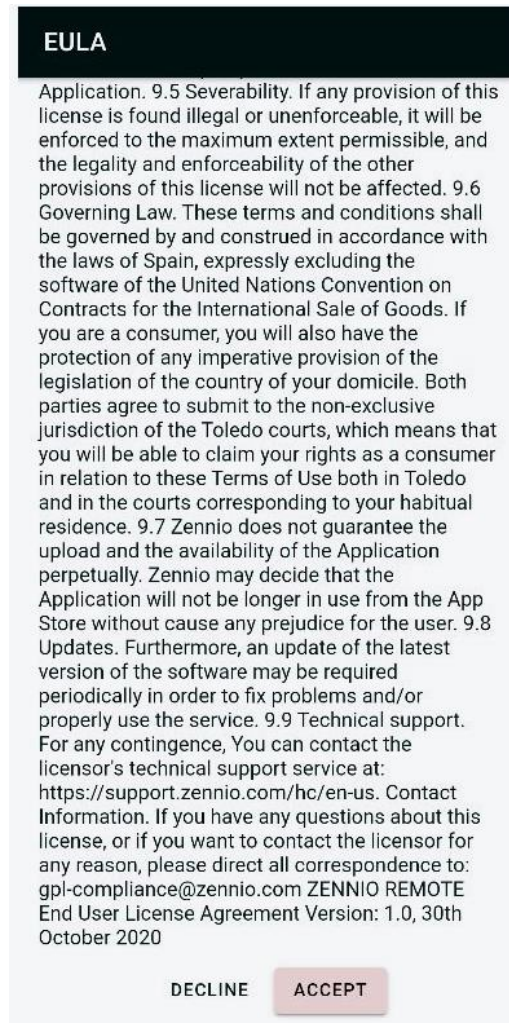 EULA
Application. 9.5 Severability. If any provision of this
license is found illegal or unenforceable, it will be
enforced to the maximum extent permissible, and
the legality and enforceability of the other
provisions of this license will not be affected. 9.6
Governing Law. These terms and conditions shall
be governed by and construed in accordance with
the laws of Spain, expressly excluding the
software of the United Nations Convention on
Contracts for the International Sale of Goods. If
you are a consumer, you will also have the
protection of any imperative provision of the
legislation of the country of your domicile. Both
parties agree to submit to the non-exclusive
jurisdiction of the Toledo courts, which means that
you will be able to claim your rights as a consumer
in relation to these Terms of Use both in Toledo
and in the courts corresponding to your habitual
residence. 9.7 Zennio does not guarantee the
upload and the availability of the Application
perpetually. Zennio may decide that the
Application will not be longer in use from the App
Store without cause any prejudice for the user. 9.8
Updates. Furthermore, an update of the latest
version of the software may be required
periodically in order to fix problems and/or
properly use the service. 9.9 Technical support.
For any contingence, You can contact the
licensor's technical support service at:
https://support.zennio.com/hc/en-us. Contact
Information. If you have any questions about this
license, or if you want to contact the licensor for
any reason, please direct all correspondence to:
gpl-compliance@zennio.com ZENNIO REMOTE
End User License Agreement Version: 1.0, 30th
October 2020
DECLINE ACCEPT